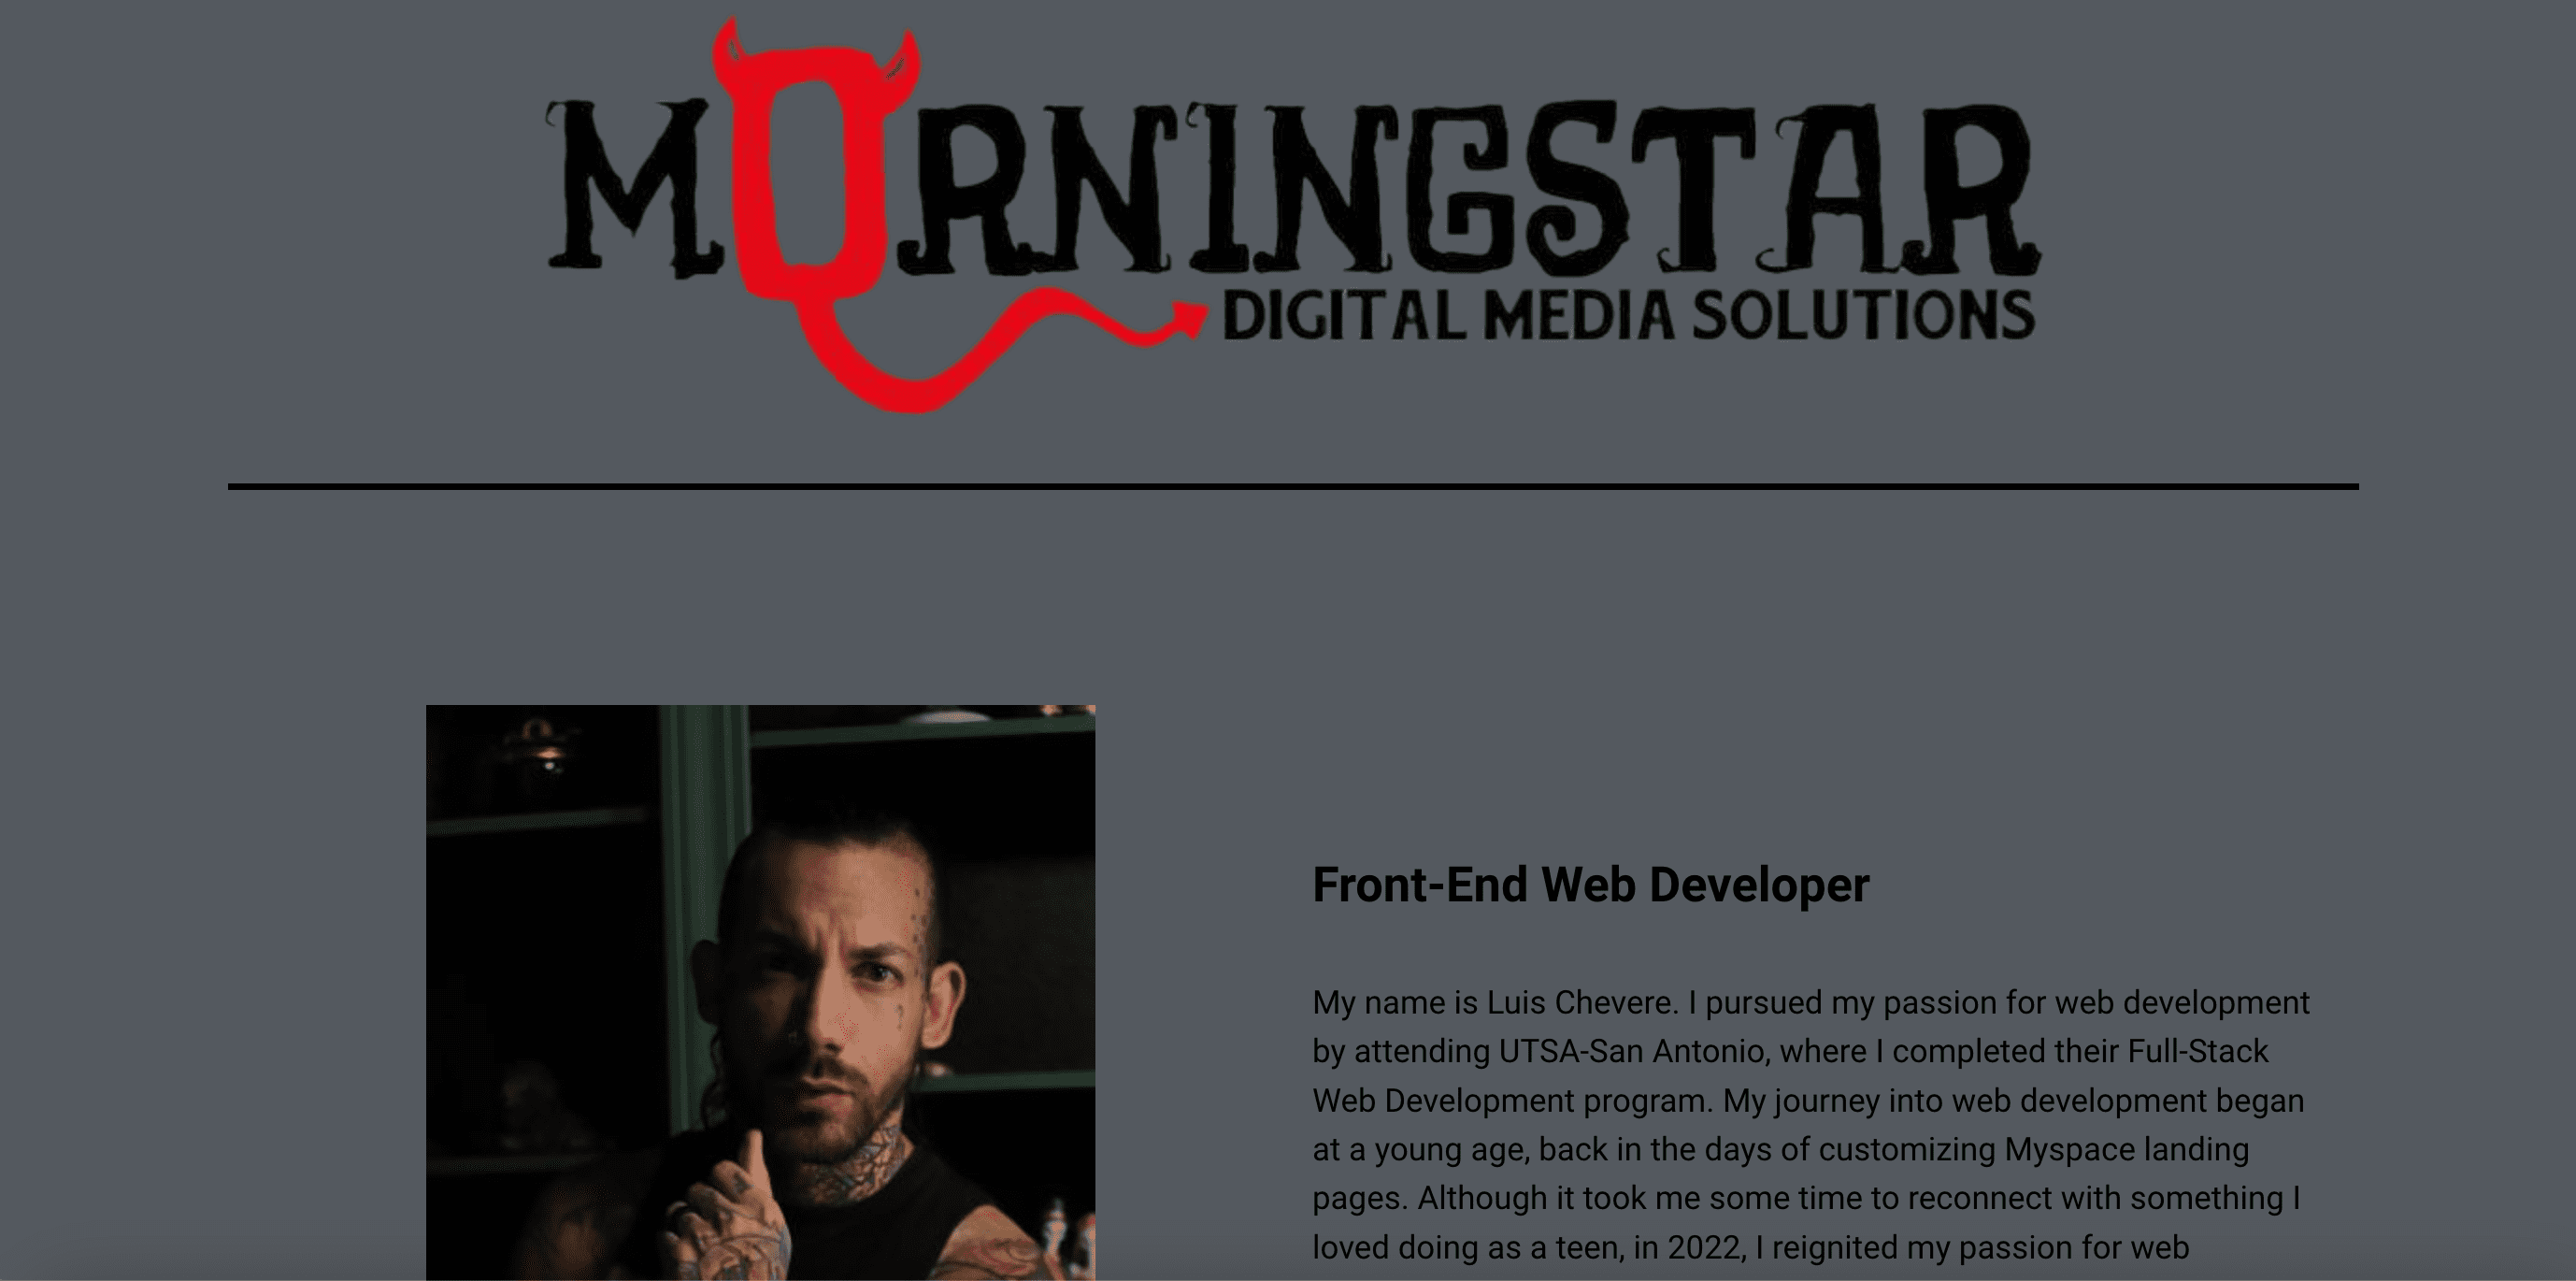 MORNINGSTAR
DIGITAL MEDIA SOLUTIONS
Front-End Web Developer
My name is Luis Chevere. I pursued my passion for web development
by attending UTSA-San Antonio, where I completed their Full-Stack
Web Development program. My journey into web development began
at a young age, back in the days of customizing Myspace landing
pages. Although it took me some time to reconnect with something I
loved doing as a teen, in 2022, I reignited my passion for web